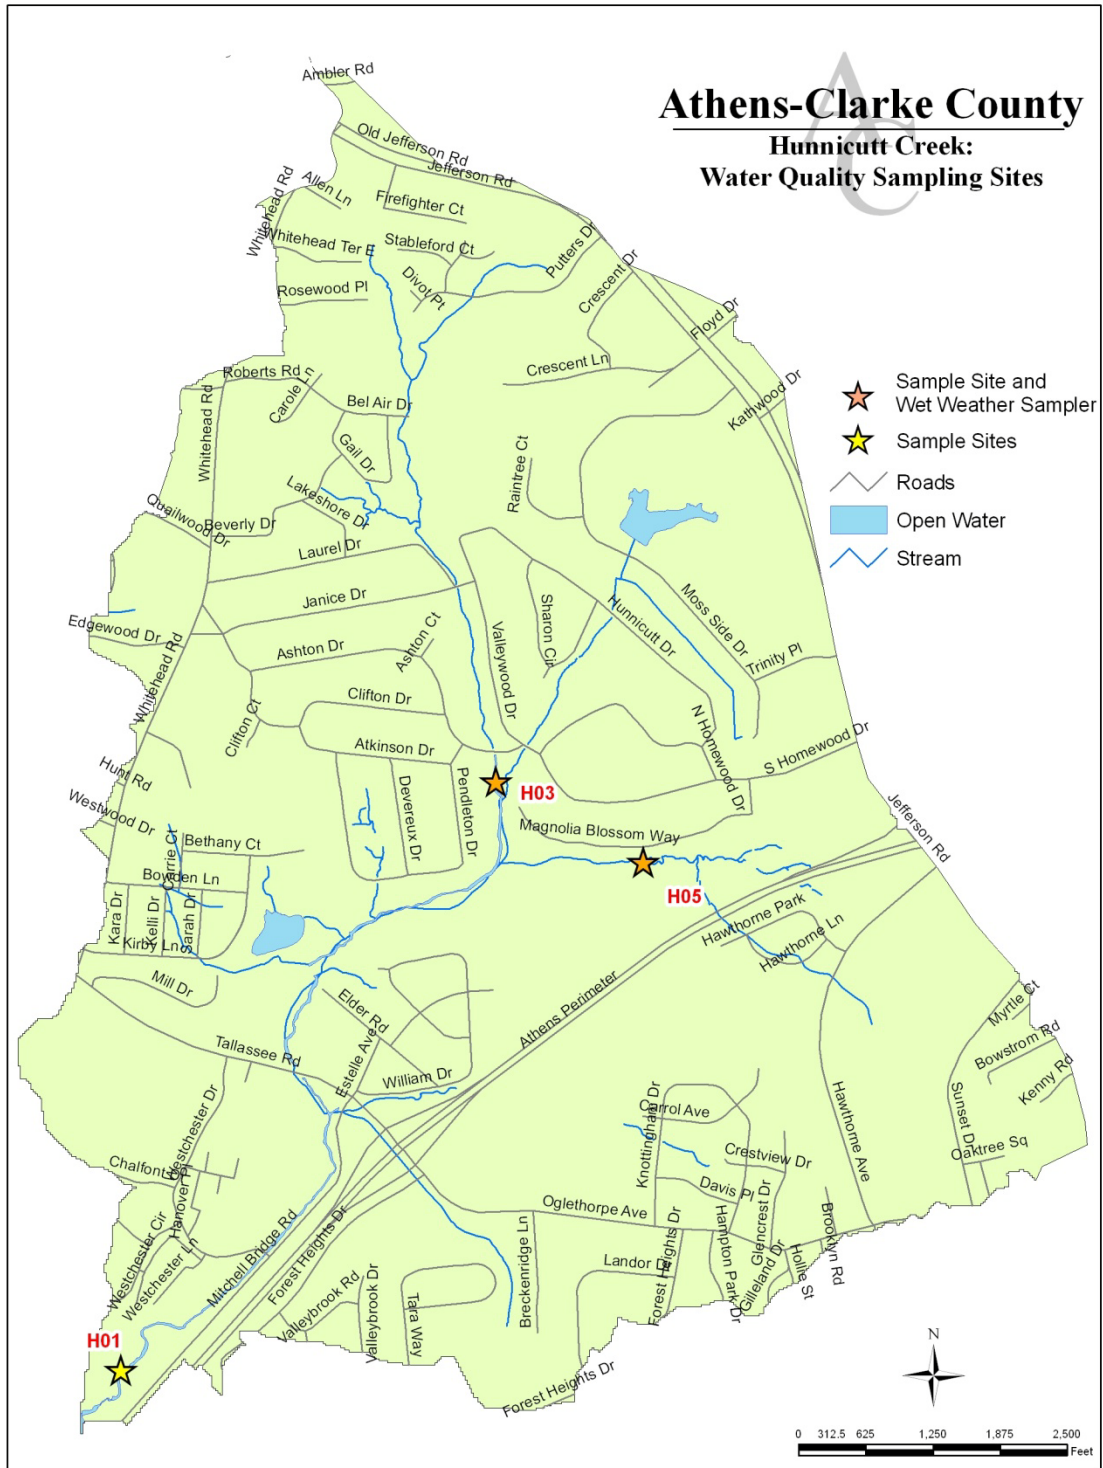 Athens-Clarke County
Hunnicutt Creek:
Water Quality Sampling Sites
AC
Ambler Rd
Old Jefferson Rd
Jefferson Rd
Whitehead Rd
Allen Ln
Firefighter Ct
Whitehead Ter E
Stableford Ct
Putters Dr
Crescent Dr
Rosewood Pl
Divot Pt
Floyd Dr
Roberts Rd
Carole Ln
Crescent Ln
Kathwood Dr
Sample Site and
Wet Weather Sampler
Sample Sites
Roads
Open Water
Stream
Whitehead Rd
Bel Air Dr
Gail Dr
Raintree Ct
Lakeshore Dr
Quailwood Dr
Beverly Dr
Laurel Dr
Janice Dr
Edgewood Dr
Whitehead Rd
Ashton Dr
Ashton Ct
Valleywood Dr
Sharon Cir
Hunnicutt Dr
Moss Side Dr
Trinity Pl
Clifton Dr
Clifton Ct
N Homewood Dr
S Homewood Dr
Atkinson Dr
Hunt Rd
Westwood Dr
Devereux Dr
Pendleton Dr
H03
Magnolia Blossom Way
Jefferson Rd
Carrie Ct
Bethany Ct
Bowden Ln
H05
Kara Dr
Kelli Dr
Sarah Dr
Kirby Ln
Hawthorne Park
Hawthorne Ln
Mill Dr
Elder Rd
Athens Perimeter
Myrtle Ct
Bowstrom Rd
Kenny Rd
Tallassee Rd
Estelle Ave
William Dr
Westchester Dr
Knottingham Dr
Carrol Ave
Hawthorne Ave
Sunset Dr
Oaktree Sq
Chalfont
Hanover Pl
Crestview Dr
Davis Pl
Oglethorpe Ave
Westchester Cir
Westchester Ln
Mitchell Bridge Rd
Forest Heights Dr
Breckenridge Ln
Landor Dr
Forest Heights Dr
Hampton Park Dr
Glencrest Dr
Gilleland Dr
Hollie St
Brooklyn Rd
Valleybrook Rd
Valleybrook Dr
Tara Way
H01
Forest Heights Dr
N
0 312.5 625 1,250 1,875 2,500
Feet